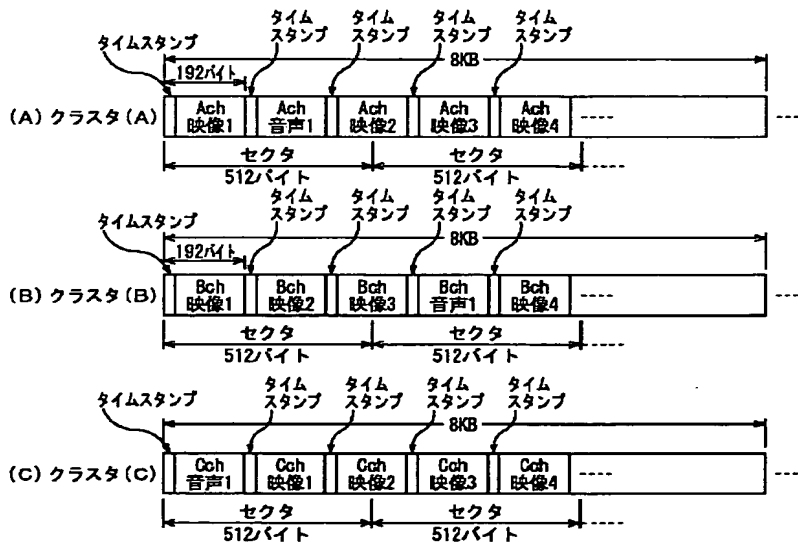 タイムスタンプ
タイム
スタンプ
タイム
スタンプ
タイム
スタンプ
タイム
スタンプ
8KB
192バイト
(A) クラスタ(A)
Ach
映像1
Ach
音声1
Ach
映像2
Ach
映像3
Ach
映像4
セクタ
512バイト
セクタ
512バイト
タイムスタンプ
タイム
スタンプ
タイム
スタンプ
タイム
スタンプ
タイム
スタンプ
8KB
192バイト
(B) クラスタ(B)
Bch
映像1
Bch
映像2
Bch
映像3
Bch
音声1
Bch
映像4
セクタ
512バイト
セクタ
512バイト
タイムスタンプ
タイム
スタンプ
タイム
スタンプ
タイム
スタンプ
タイム
スタンプ
8KB
(C) クラスタ(C)
Cch
音声1
Cch
映像1
Cch
映像2
Cch
映像3
Cch
映像4
セクタ
512バイト
セクタ
512バイト